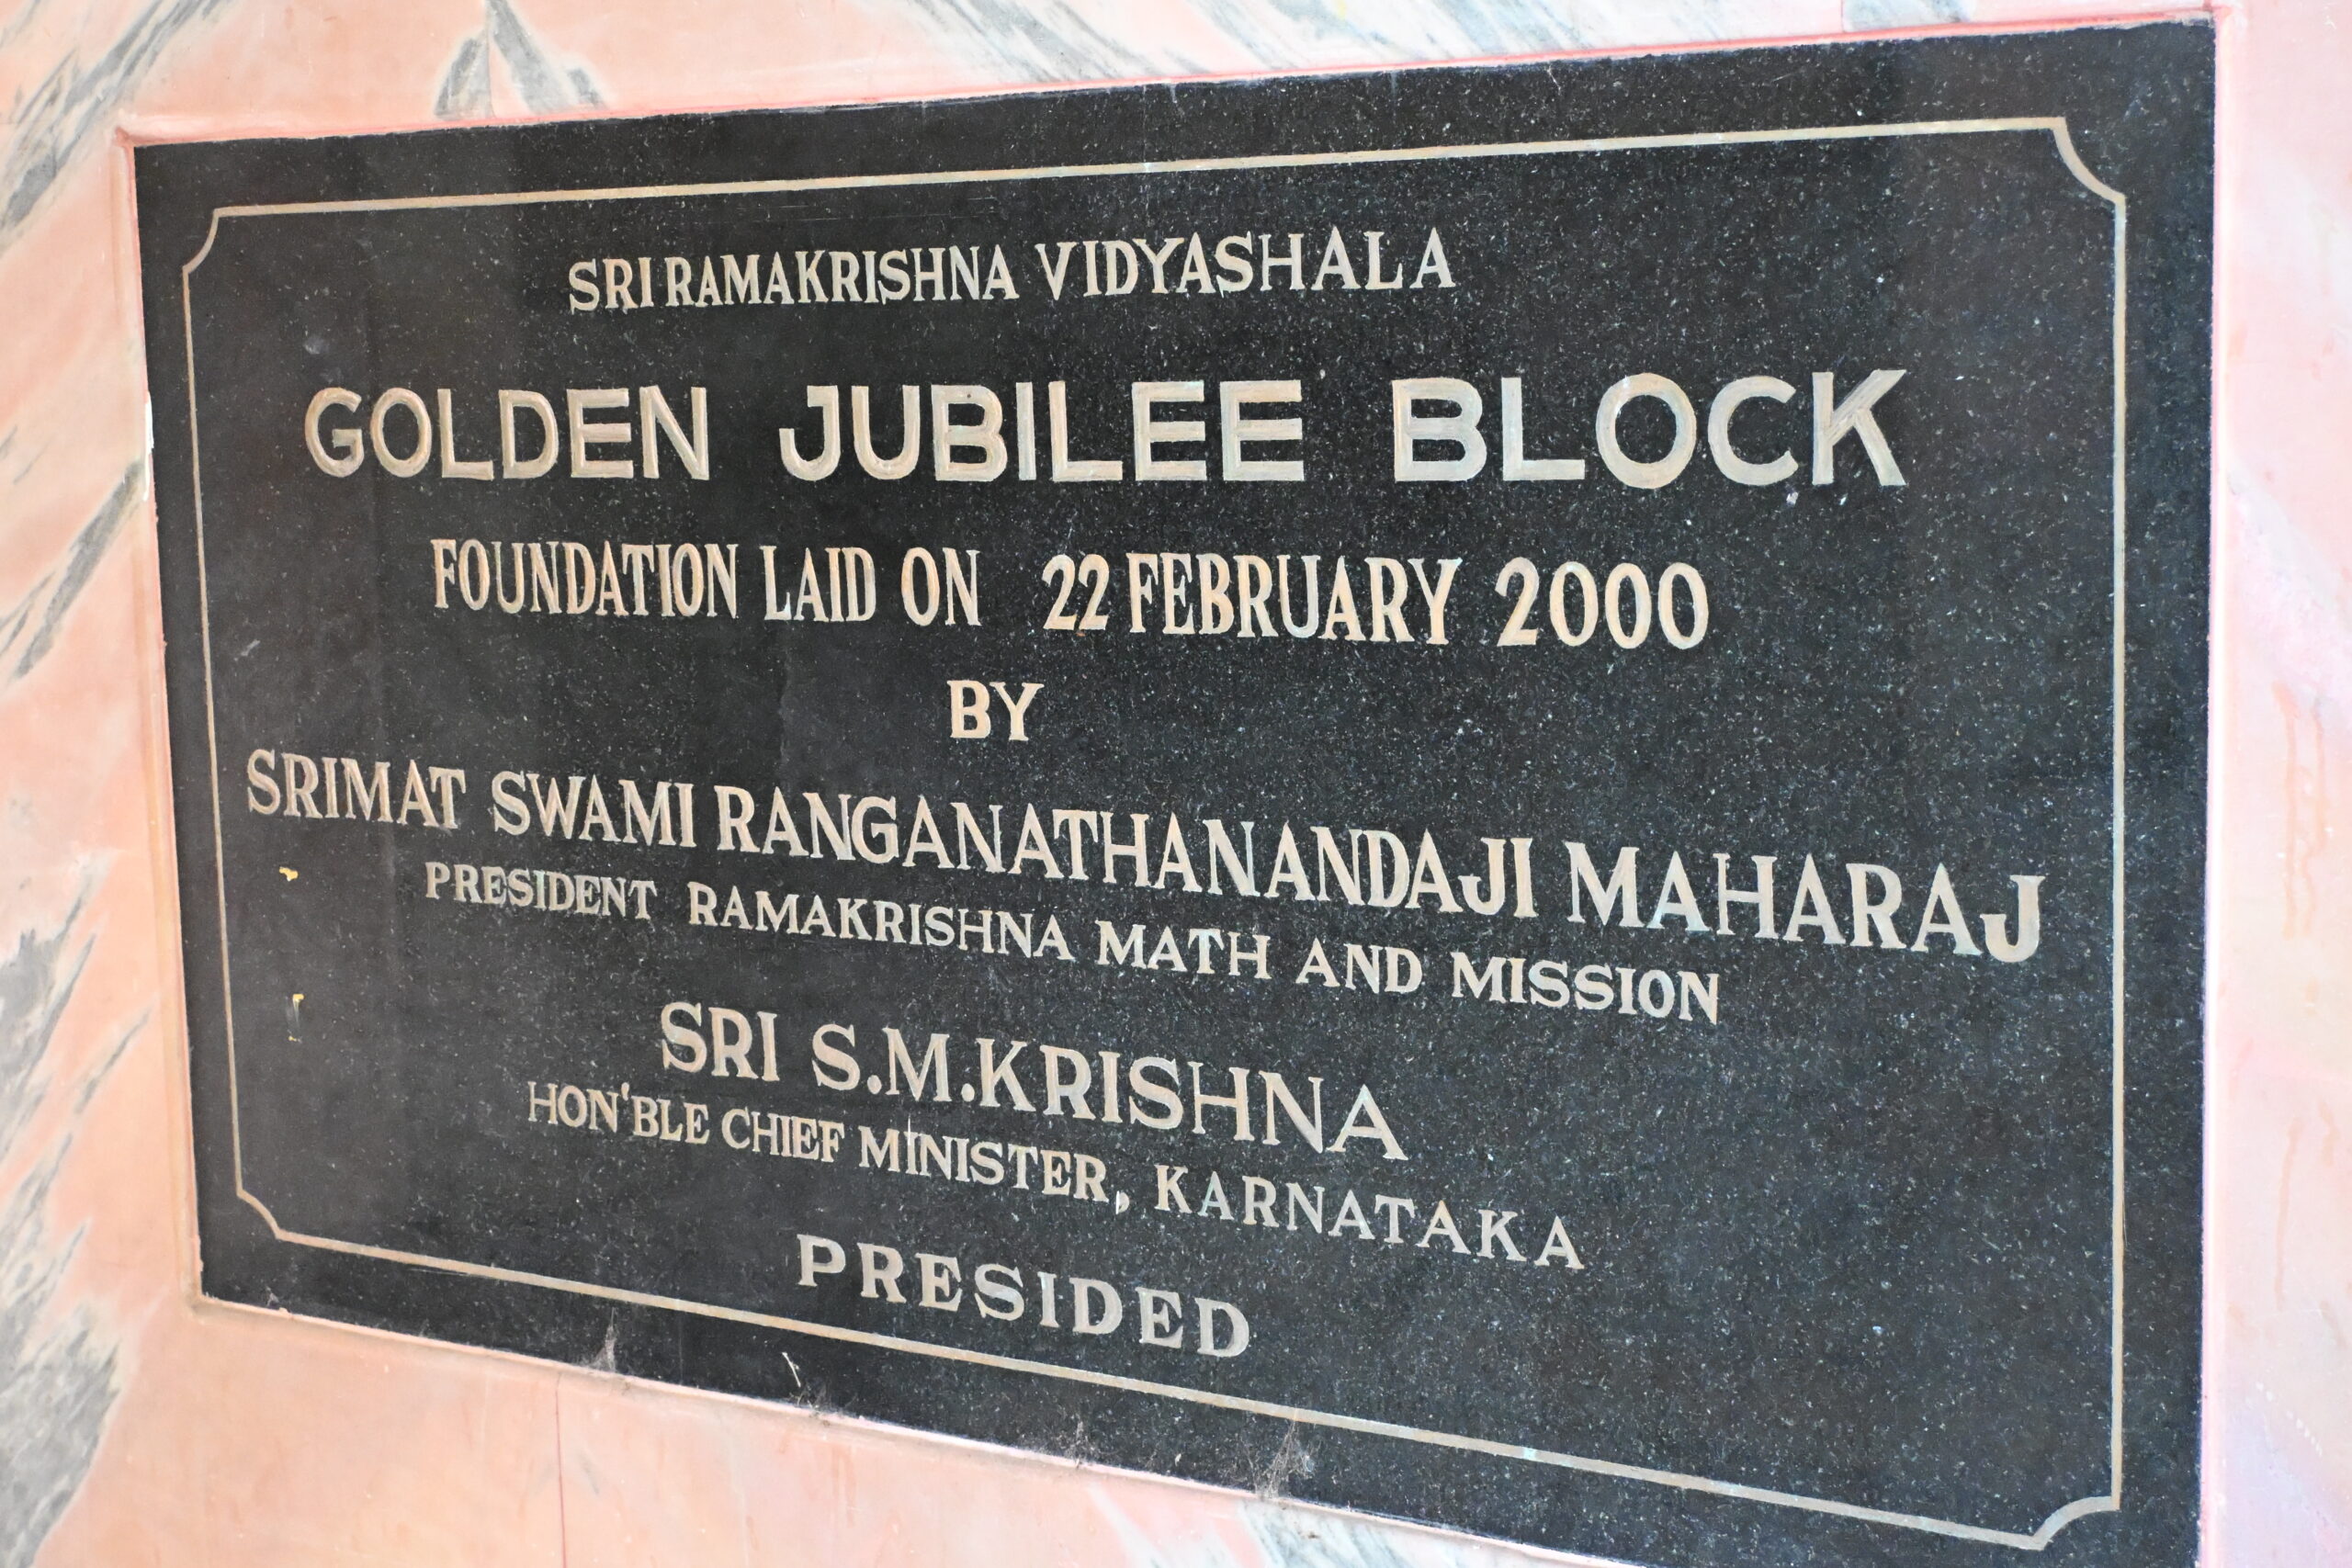 SRI RAMAKRISHNA VIDYASHALA
GOLDEN JUBILEE BLOCK
FOUNDATION LAID ON 22 FEBRUARY 2000
BY
SRIMAT SWAMI RANGANATHANANDAJI MAHARAJ
PRESIDENT RAMAKRISHNA MATH AND MISSION
SRI S.M.KRISHNA
HON'BLE CHIEF MINISTER, KARNATAKA
PRESIDED